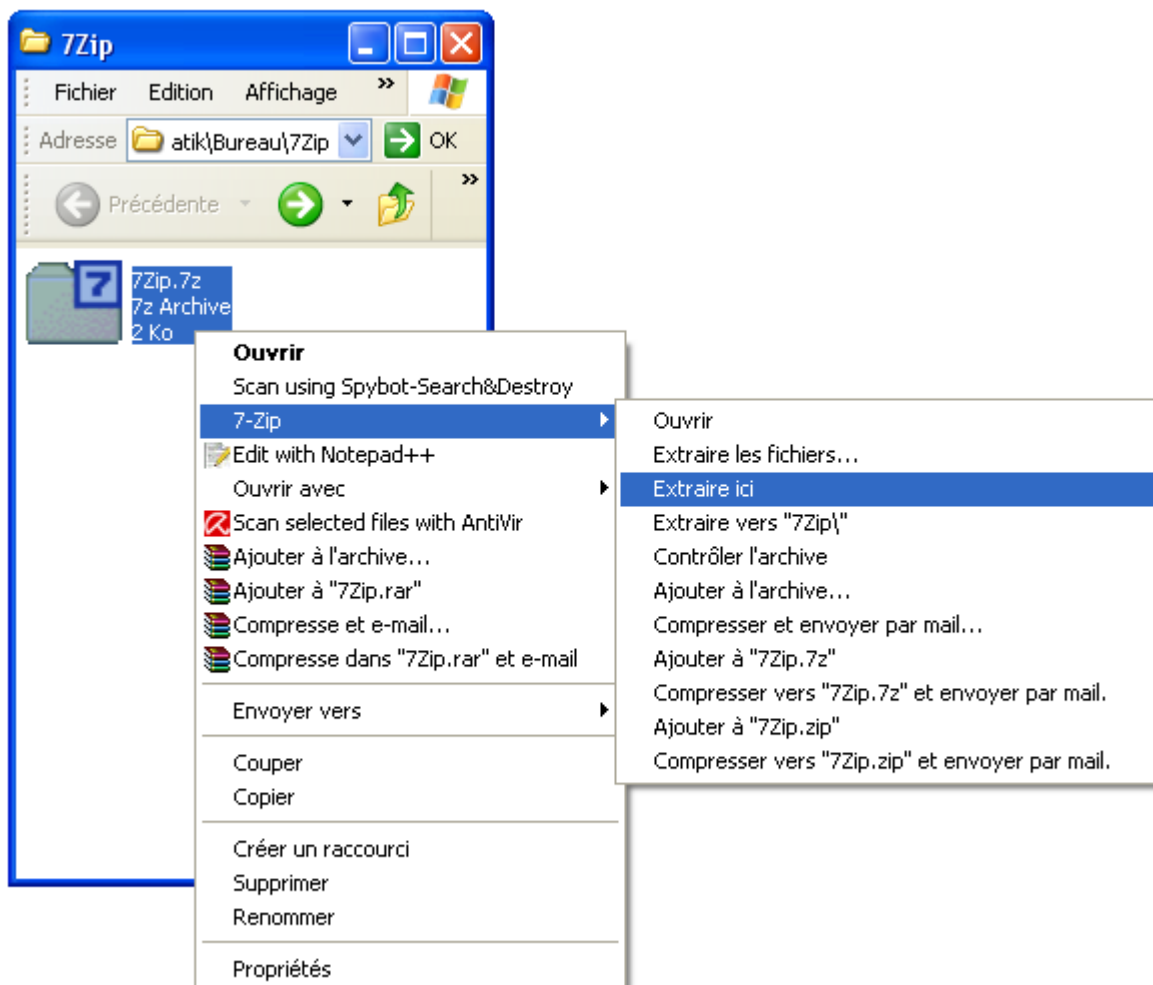 7Zip
Fichier Edition Affichage »
Adresse atik\Bureau\7Zip OK
Précédente »
7
7Zip.7z
7z Archive
2 Ko
Ouvrir
Scan using Spybot-Search&Destroy
7-Zip
Edit with Notepad++
Ouvrir avec
Scan selected files with AntiVir
Ajouter à l'archive...
Ajouter à "7Zip.rar"
Compresse et e-mail...
Compresse dans "7Zip.rar" et e-mail
Envoyer vers
Couper
Copier
Créer un raccourci
Supprimer
Renommer
Propriétés
Ouvrir
Extraire les fichiers...
Extraire ici
Extraire vers "7Zip\"
Contrôler l'archive
Ajouter à l'archive...
Compresser et envoyer par mail...
Ajouter à "7Zip.7z"
Compresser vers "7Zip.7z" et envoyer par mail.
Ajouter à "7Zip.zip"
Compresser vers "7Zip.zip" et envoyer par mail.